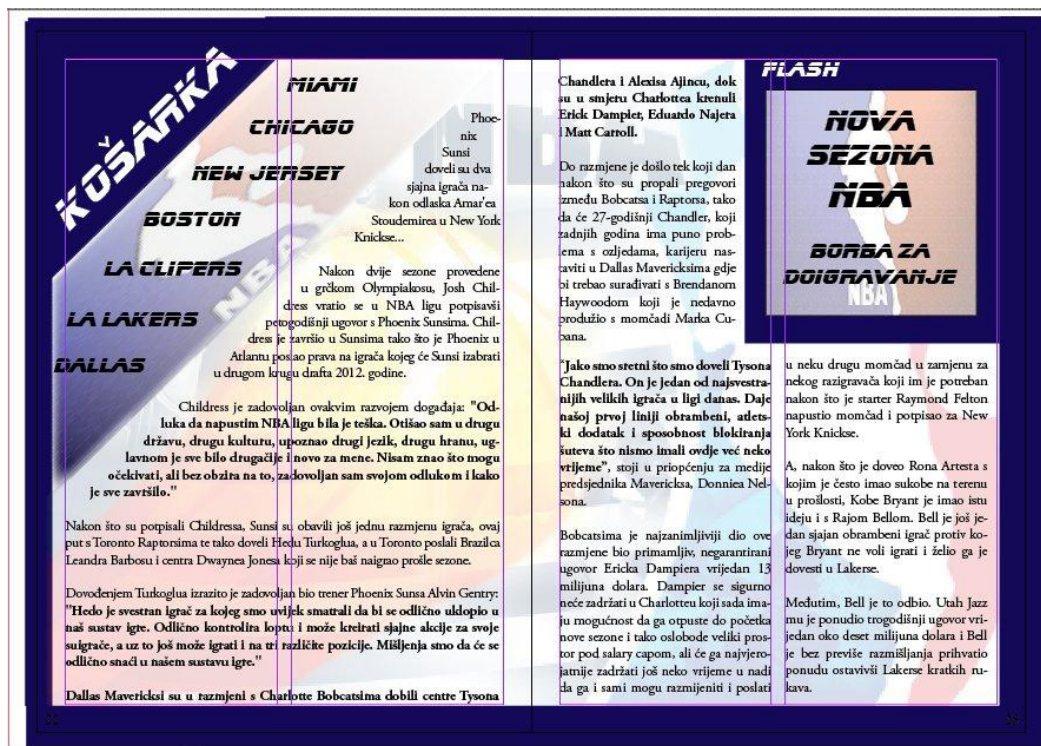 KOŠARKA
MIAMI
CHICAGO
NEW JERSEY
BOSTON
LA CLIPERS
LA LAKERS
DALLAS
Phoe-
nix
Sunsi
doveli su dva
sjajna igrača na-
kon odlaska Amar'ea
Stoudemirea u New York
Knickse...
Nakon dvije sezone provedene
u grčkom Olympiakosu, Josh Chil-
dress vratio se u NBA ligu potpisavši
petogodišnji ugovor s Phoenix Sunsima. Chil-
dress je završio u Sunsima tako što je Phoenix u
Atlantu poslao prava na igrača kojeg će Sunsi izabrati
u drugom krugu drafta 2012. godine.
Childress je zadovoljan ovakvim razvojem događaja: "Od-
luka da napustim NBA ligu bila je teška. Otišao sam u drugu
državu, drugu kulturu, upoznao drugi jezik, drugu hranu, ug-
lavnom je sve bilo drugačije i novo za mene. Nisam znao što mogu
očekivati, ali bez obzira na to, zadovoljan sam svojom odlukom i kako
je sve završilo."
Nakon što su potpisali Childressa, Sunsi su obavili još jednu razmjenu igrača, ovaj
put s Toronto Raptorsima te tako doveli Hedu Turkoglua, a u Toronto poslali Brazilca
Leandra Barbosu i centra Dwaynea Jonesa koji se nije baš naigrao prošle sezone.
Dovođenjem Turkoglua izrazito je zadovoljan bio trener Phoenix Sunsa Alvin Gentry:
"Hedo je svestran igrač za kojeg smo uvijek smatrali da bi se odlično uklopio u
naš sustav igre. Odlično kontrolira loptu i može kreirati sjajne akcije za svoje
suigrače, a uz to još može igrati i na tri različite pozicije. Mišljenja smo da će se
odlično snaći u našem sustavu igre."
Dallas Mavericksi su u razmjeni s Charlotte Bobcatsima dobili centre Tysona
Chandlera i Alexisa Ajincu, dok
su u smjeru Charlottea krenuli
Erick Dampier, Eduardo Najera
i Matt Carroll.
Do razmjene je došlo tek koji dan
nakon što su propali pregovori
između Bobcatsa i Raptorsa, tako
da će 27-godišnji Chandler, koji
zadnjih godina ima puno prob-
lema s ozljedama, karijeru nas-
taviti u Dallas Mavericksima gdje
bi trebao surađivati s Brendanom
Haywoodom koji je nedavno
produžio s momčadi Marka Cu-
bana.
"Jako smo sretni što smo doveli Tysona
Chandlera. On je jedan od najsvestra-
nijih velikih igrača u ligi danas. Daje
našoj prvoj liniji obrambeni, atlets-
ki dodatak i sposobnost blokiranja
šuteva što nismo imali ovdje već neko
vrijeme", stoji u priopćenju za medije
predsjednika Mavericksa, Donniea Nel-
sona.
Bobcatsima je najzanimljiviji dio ove
razmjene bio primamljiv, negarantirani
ugovor Ericka Dampiera vrijedan 13
milijuna dolara. Dampier se sigurno
neće zadržati u Charlotteu koji sada ima-
ju mogućnost da ga otpuste do početka
nove sezone i tako oslobode veliki pros-
tor pod salary capom, ali će ga najvjero-
jatnije zadržati još neko vrijeme u nadi
da ga i sami mogu razmijeniti i poslati
FLASH
NOVA
SEZONA
NBA
BORBA ZA
DOIGRAVANJE
NBA
u neku drugu momčad u zamjenu za
nekog razigravača koji im je potreban
nakon što je starter Raymond Felton
napustio momčad i potpisao za New
York Knickse.
A, nakon što je doveo Rona Artesta s
kojim je često imao sukobe na terenu
u prošlosti, Kobe Bryant je imao istu
ideju i s Rajom Bellom. Bell je još je-
dan sjajan obrambeni igrač protiv ko-
jeg Bryant ne voli igrati i želio ga je
dovesti u Lakerse.
Međutim, Bell je to odbio. Utah Jazz
mu je ponudio trogodišnji ugovor vri-
jedan oko deset milijuna dolara i Bell
je bez previše razmišljanja prihvatio
ponudu ostavivši Lakerse kratkih ru-
kava.